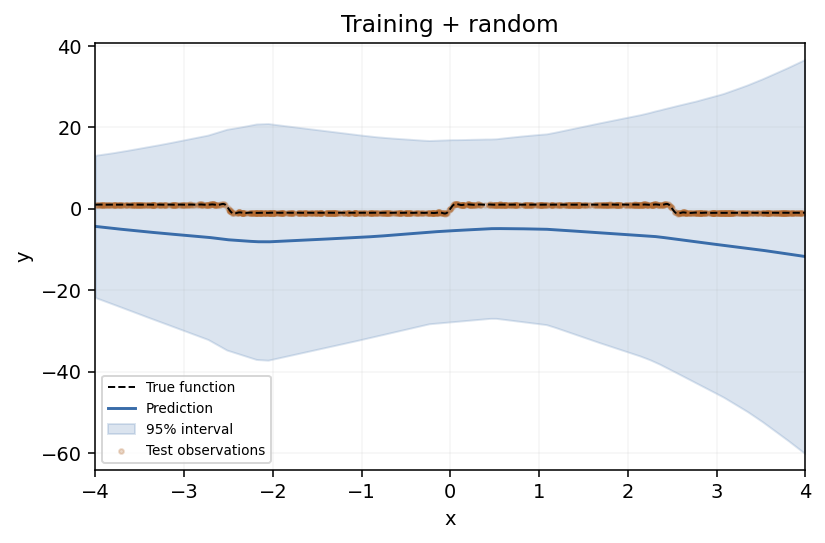 Training + random
40
20
0
−20
−40
−60
y
True function
Prediction
95% interval
Test observations
−4 −3 −2 −1 0 1 2 3 4
x